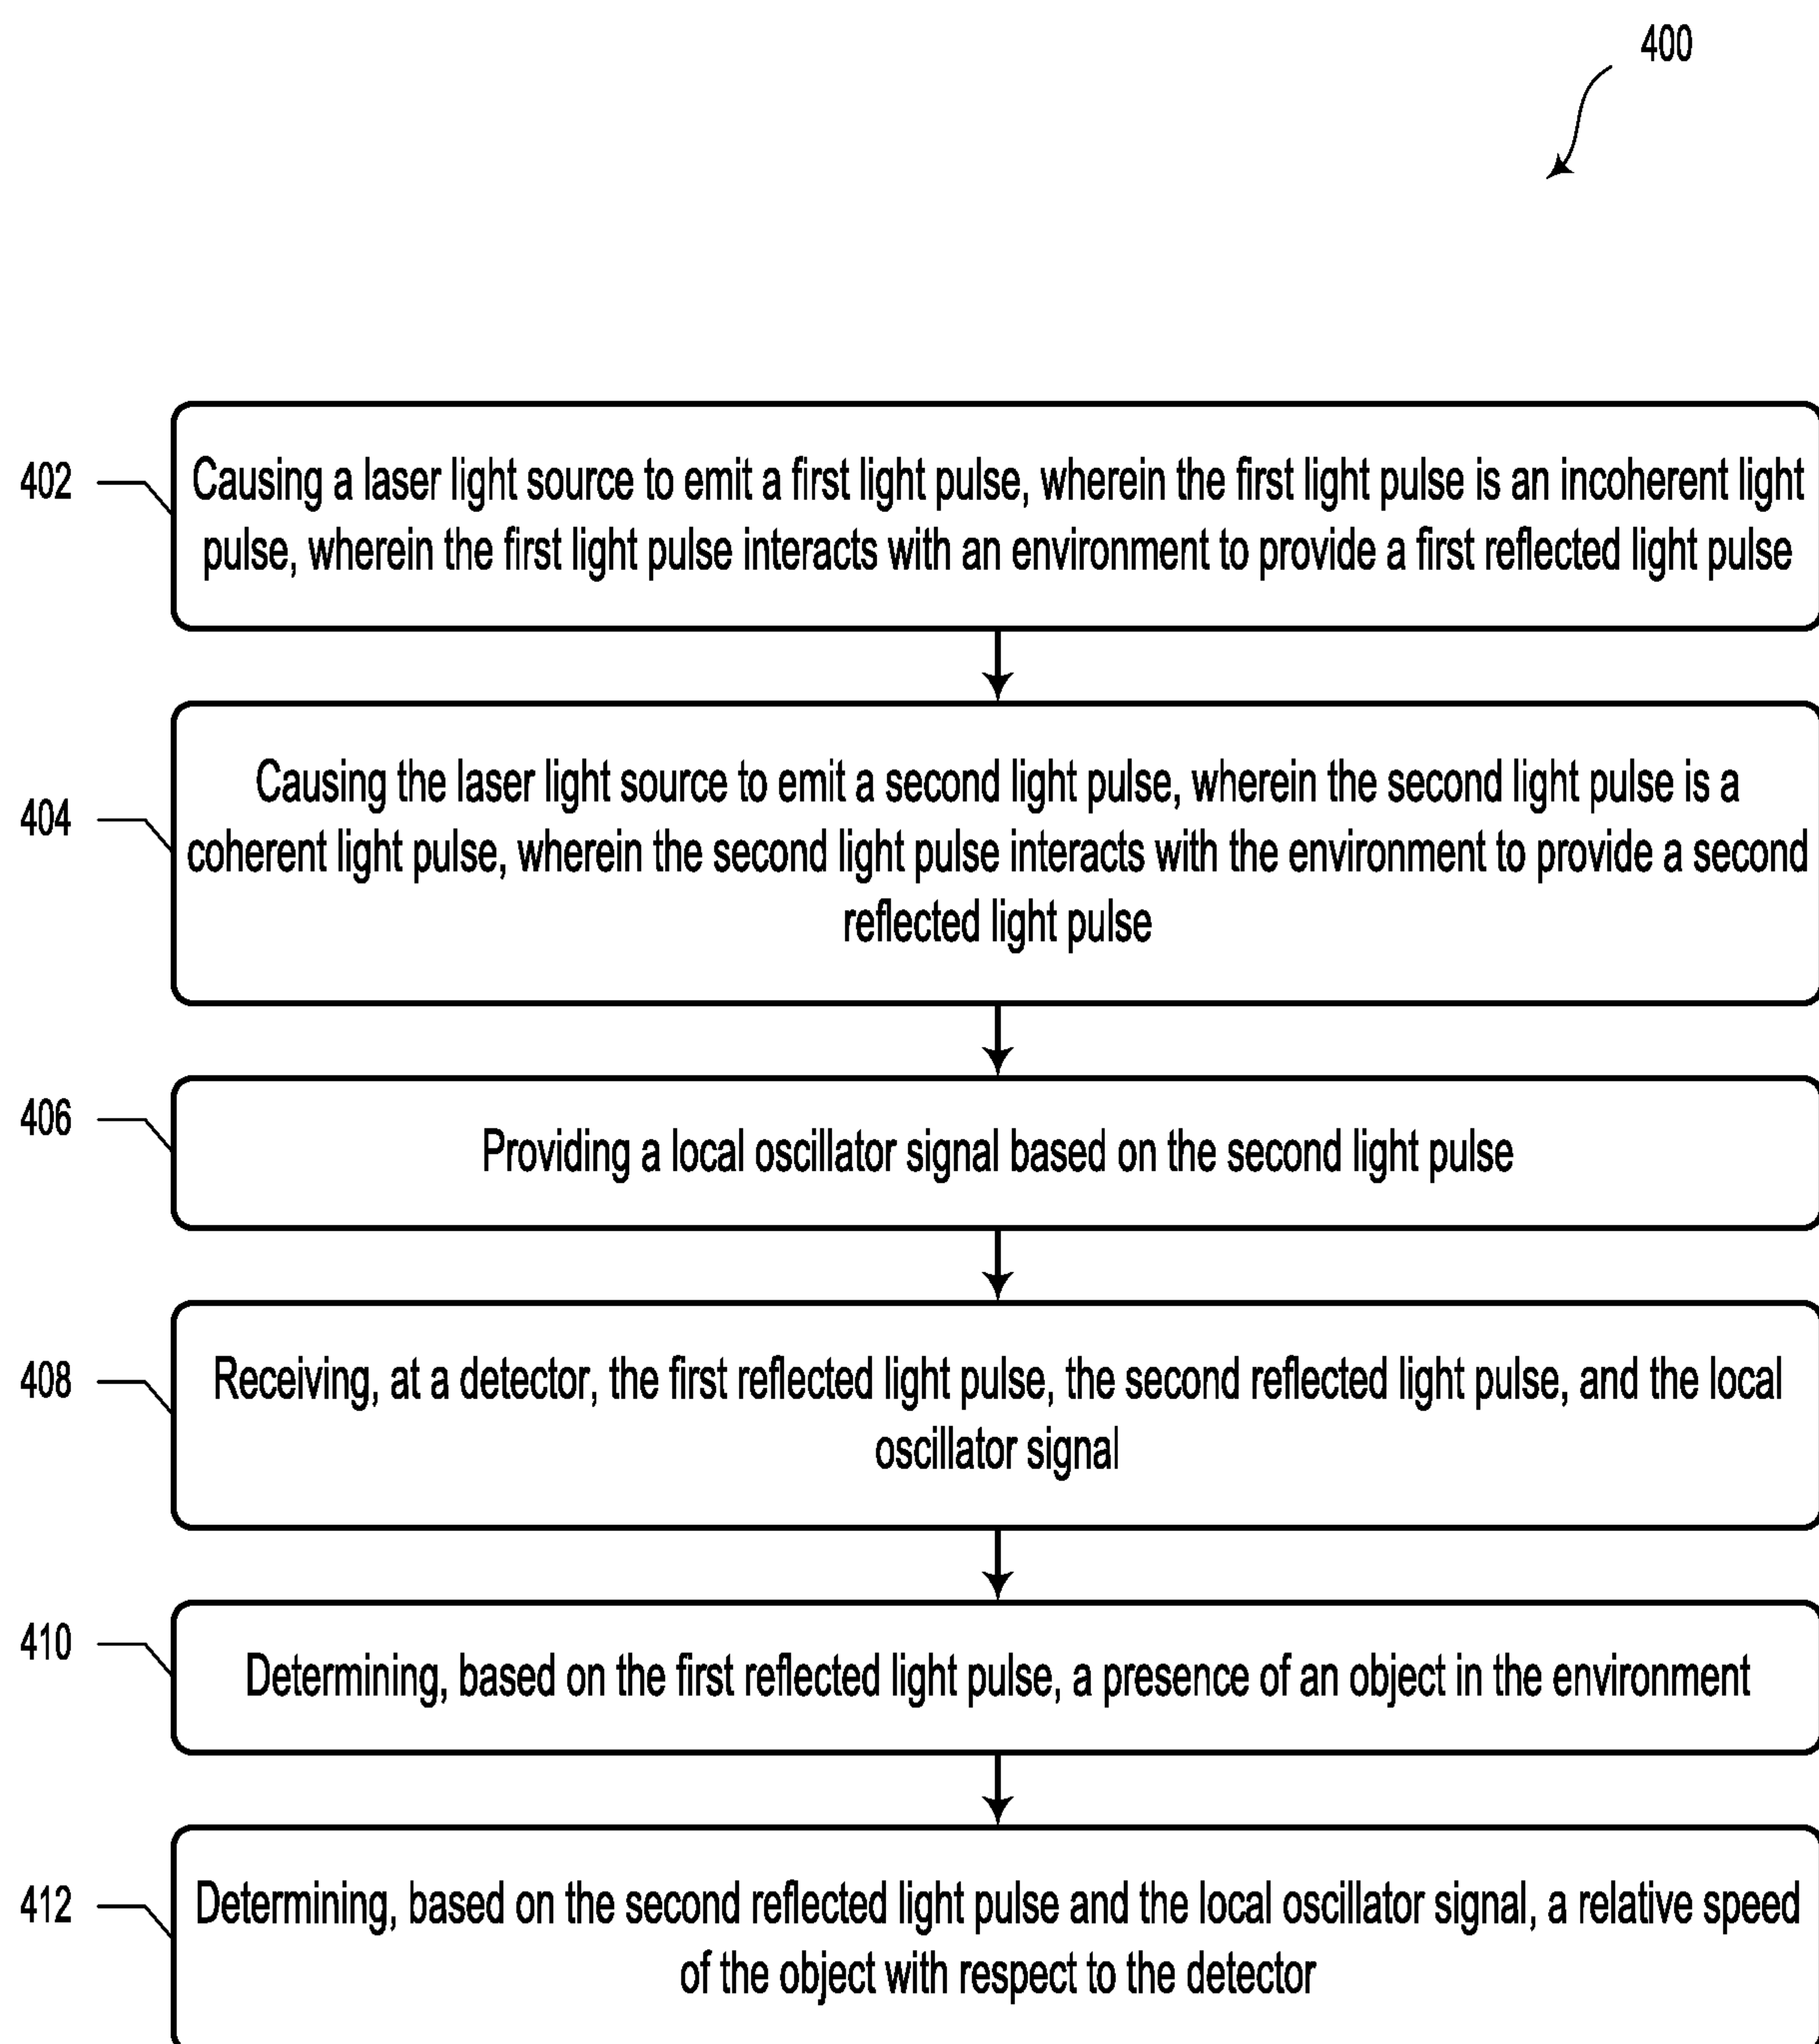 400
402
Causing a laser light source to emit a first light pulse, wherein the first light pulse is an incoherent light
pulse, wherein the first light pulse interacts with an environment to provide a first reflected light pulse
404
Causing the laser light source to emit a second light pulse, wherein the second light pulse is a
coherent light pulse, wherein the second light pulse interacts with the environment to provide a second
reflected light pulse
406
Providing a local oscillator signal based on the second light pulse
408
Receiving, at a detector, the first reflected light pulse, the second reflected light pulse, and the local
oscillator signal
410
Determining, based on the first reflected light pulse, a presence of an object in the environment
412
Determining, based on the second reflected light pulse and the local oscillator signal, a relative speed
of the object with respect to the detector